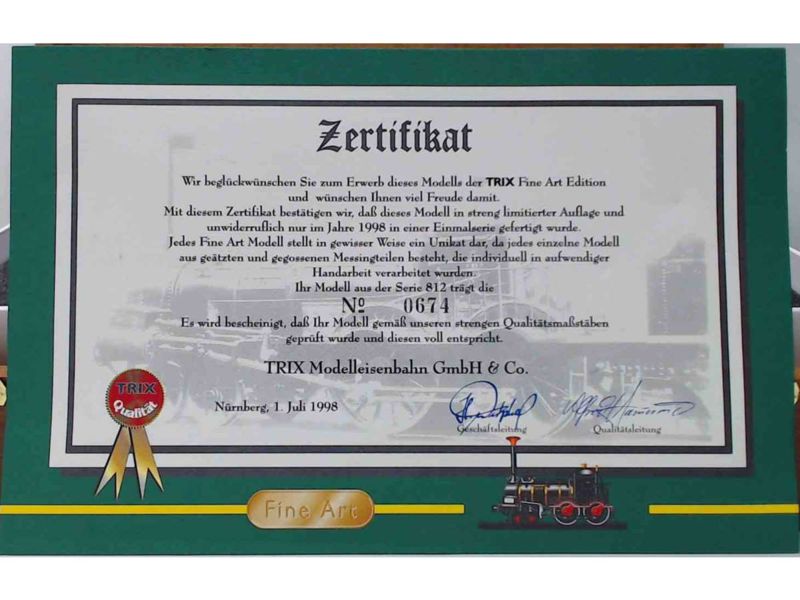 Zertifikat
Wir beglückwünschen Sie zum Erwerb dieses Modells der TRIX Fine Art Edition
und wünschen Ihnen viel Freude damit.
Mit diesem Zertifikat bestätigen wir, daß dieses Modell in streng limitierter Auflage und
unwiderruflich nur im Jahre 1998 in einer Einmalserie gefertigt wurde.
Jedes Fine Art Modell stellt in gewisser Weise ein Unikat dar, da jedes einzelne Modell
aus geätzten und gegossenen Messingteilen besteht, die individuell in aufwendiger
Handarbeit verarbeitet wurden.
Ihr Modell aus der Serie 812 trägt die
Nº 0674
Es wird bescheinigt, daß Ihr Modell gemäß unseren strengen Qualitätsmaßstäben
geprüft wurde und diesen voll entspricht.
TRIX Modelleisenbahn GmbH & Co.
TRIX
Qualität
Nürnberg, 1. Juli 1998
Geschäftsleitung
Qualitätsleitung
Fine Art